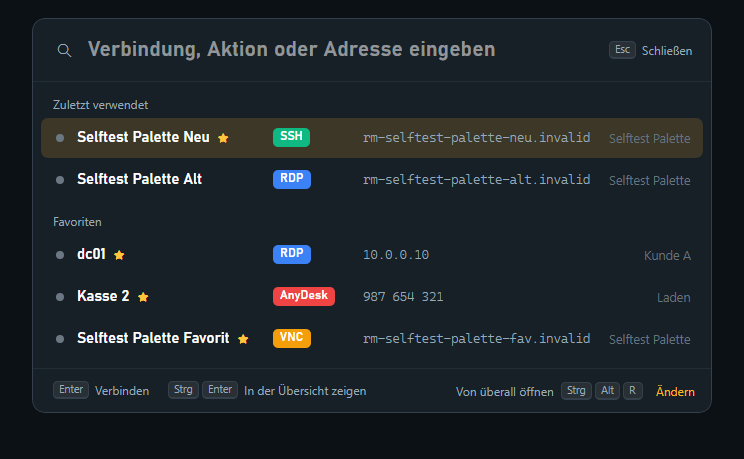 Verbindung, Aktion oder Adresse eingeben Esc Schließen
Zuletzt verwendet
Selftest Palette Neu SSH rm-selftest-palette-neu.invalid Selftest Palette
Selftest Palette Alt RDP rm-selftest-palette-alt.invalid Selftest Palette
Favoriten
dc01 RDP 10.0.0.10 Kunde A
Kasse 2 AnyDesk 987 654 321 Laden
Selftest Palette Favorit VNC rm-selftest-palette-fav.invalid Selftest Palette
Enter Verbinden Strg Enter In der Übersicht zeigen Von überall öffnen Strg Alt R Ändern